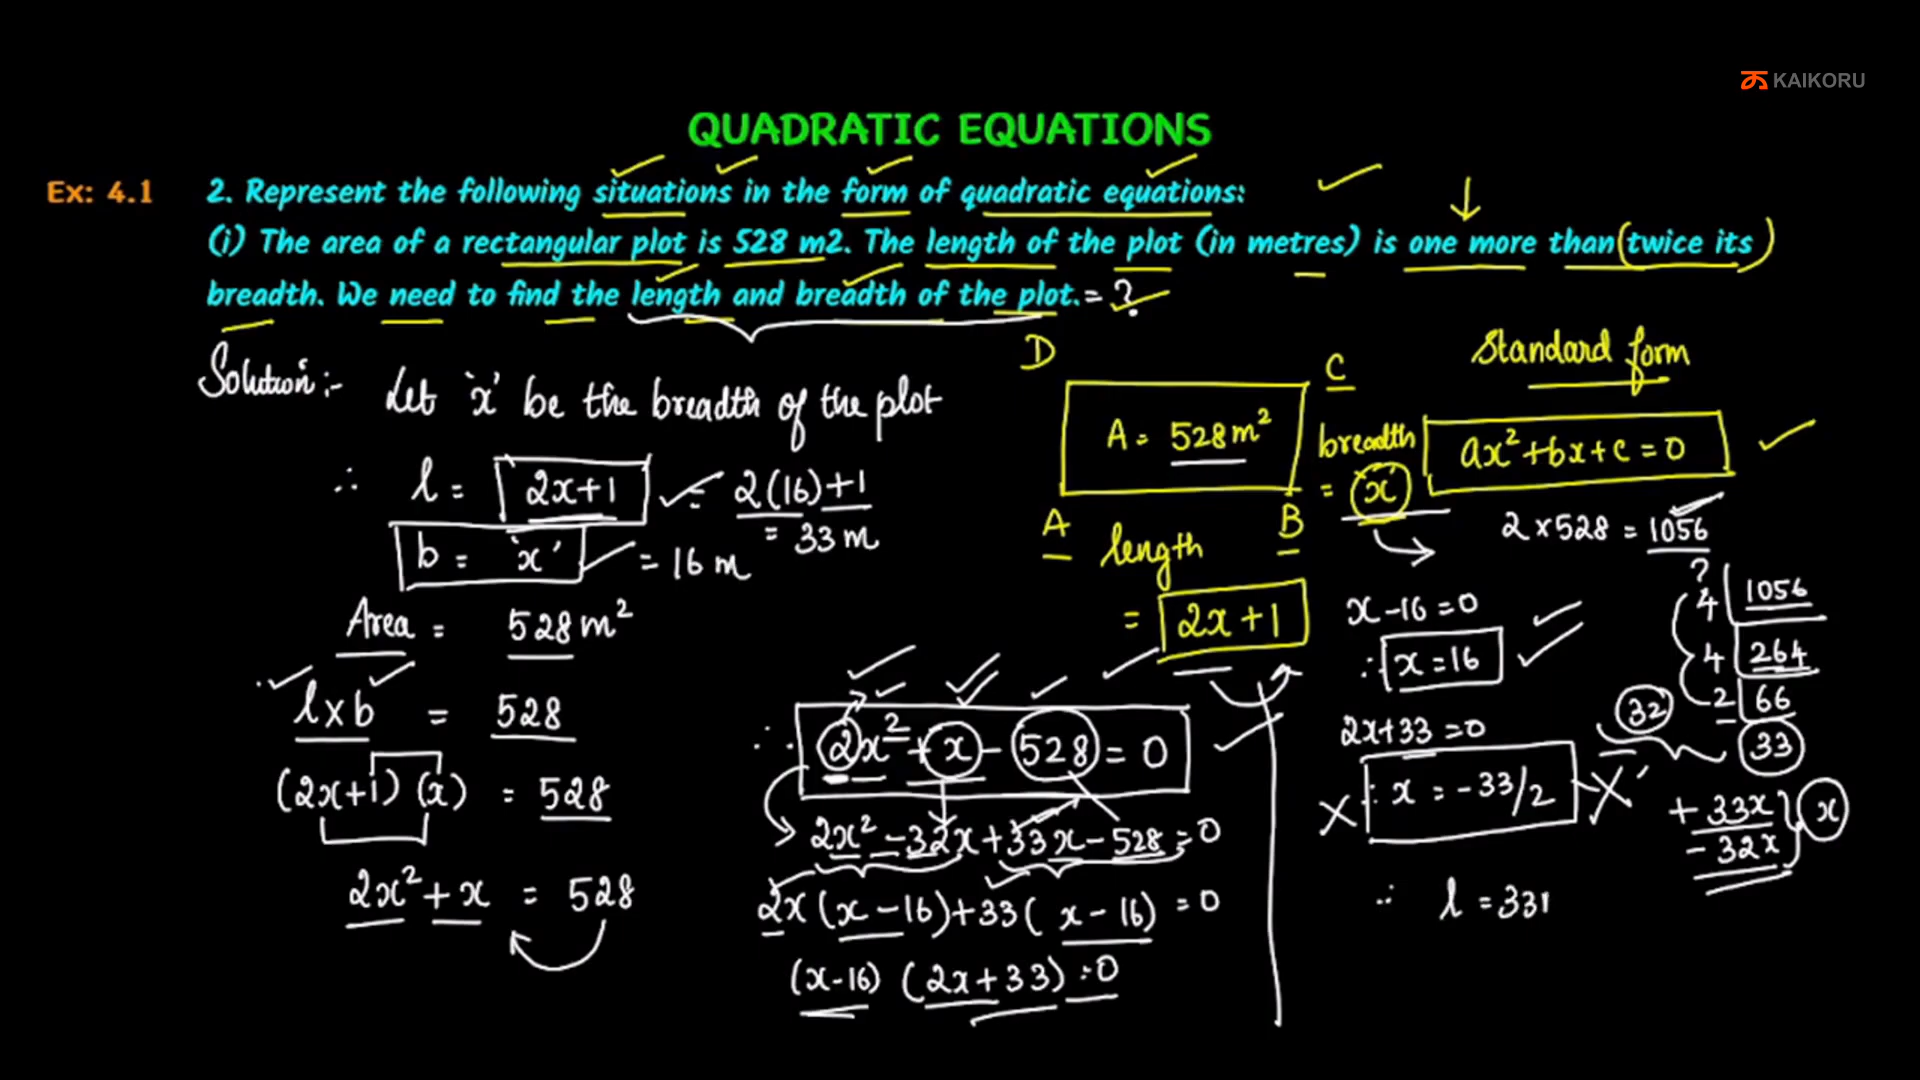 KAIKORU
QUADRATIC EQUATIONS
Ex: 4.1 2. Represent the following situations in the form of quadratic equations:
(i) The area of a rectangular plot is 528 m2. The length of the plot (in metres) is one more than (twice its
breadth. We need to find the length and breadth of the plot. = ?
Solution :-
Let 'x' be the breadth of the plot
∴ l = 2x+1 = 2(16)+1
= 33 m
b = 'x' = 16 m
Area = 528 m²
l x b = 528
(2x+1) (x) = 528
2x² + x = 528
D
C
A = 528 m²
A
B
breadth
= 'x'
length
= 2x+1
∴ 2x² + x - 528 = 0
2x² - 32x + 33x - 528 = 0
2x (x - 16) + 33 ( x - 16) = 0
(x-16) (2x+33) = 0
Standard form
ax² + bx + c = 0
2 x 528 = 1056
x - 16 = 0
∴ x = 16
2x+33 = 0
∴ x = -33/2
∴ l = 331
?
4 1056
4 264
2 66
33
32
+ 33x
- 32x
x